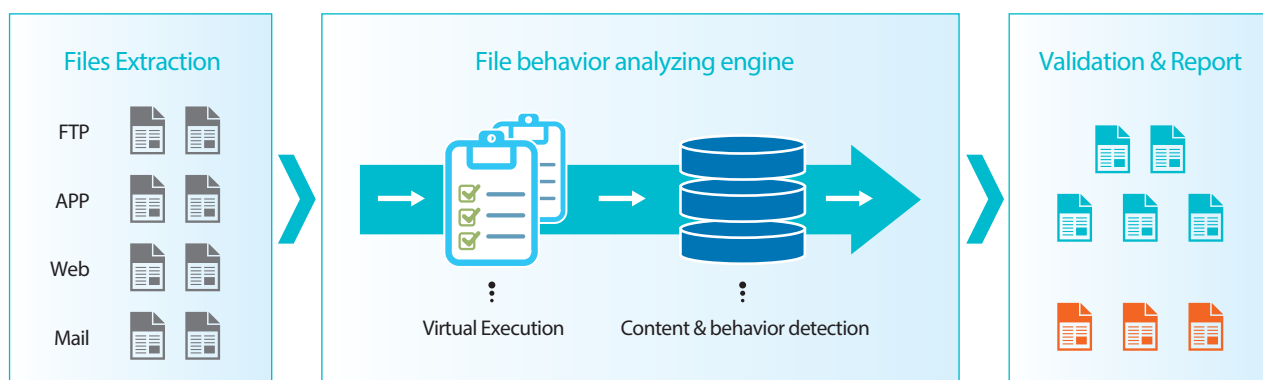 Files Extraction
FTP
APP
Web
Mail
File behavior analyzing engine
Virtual Execution
Content & behavior detection
Validation & Report